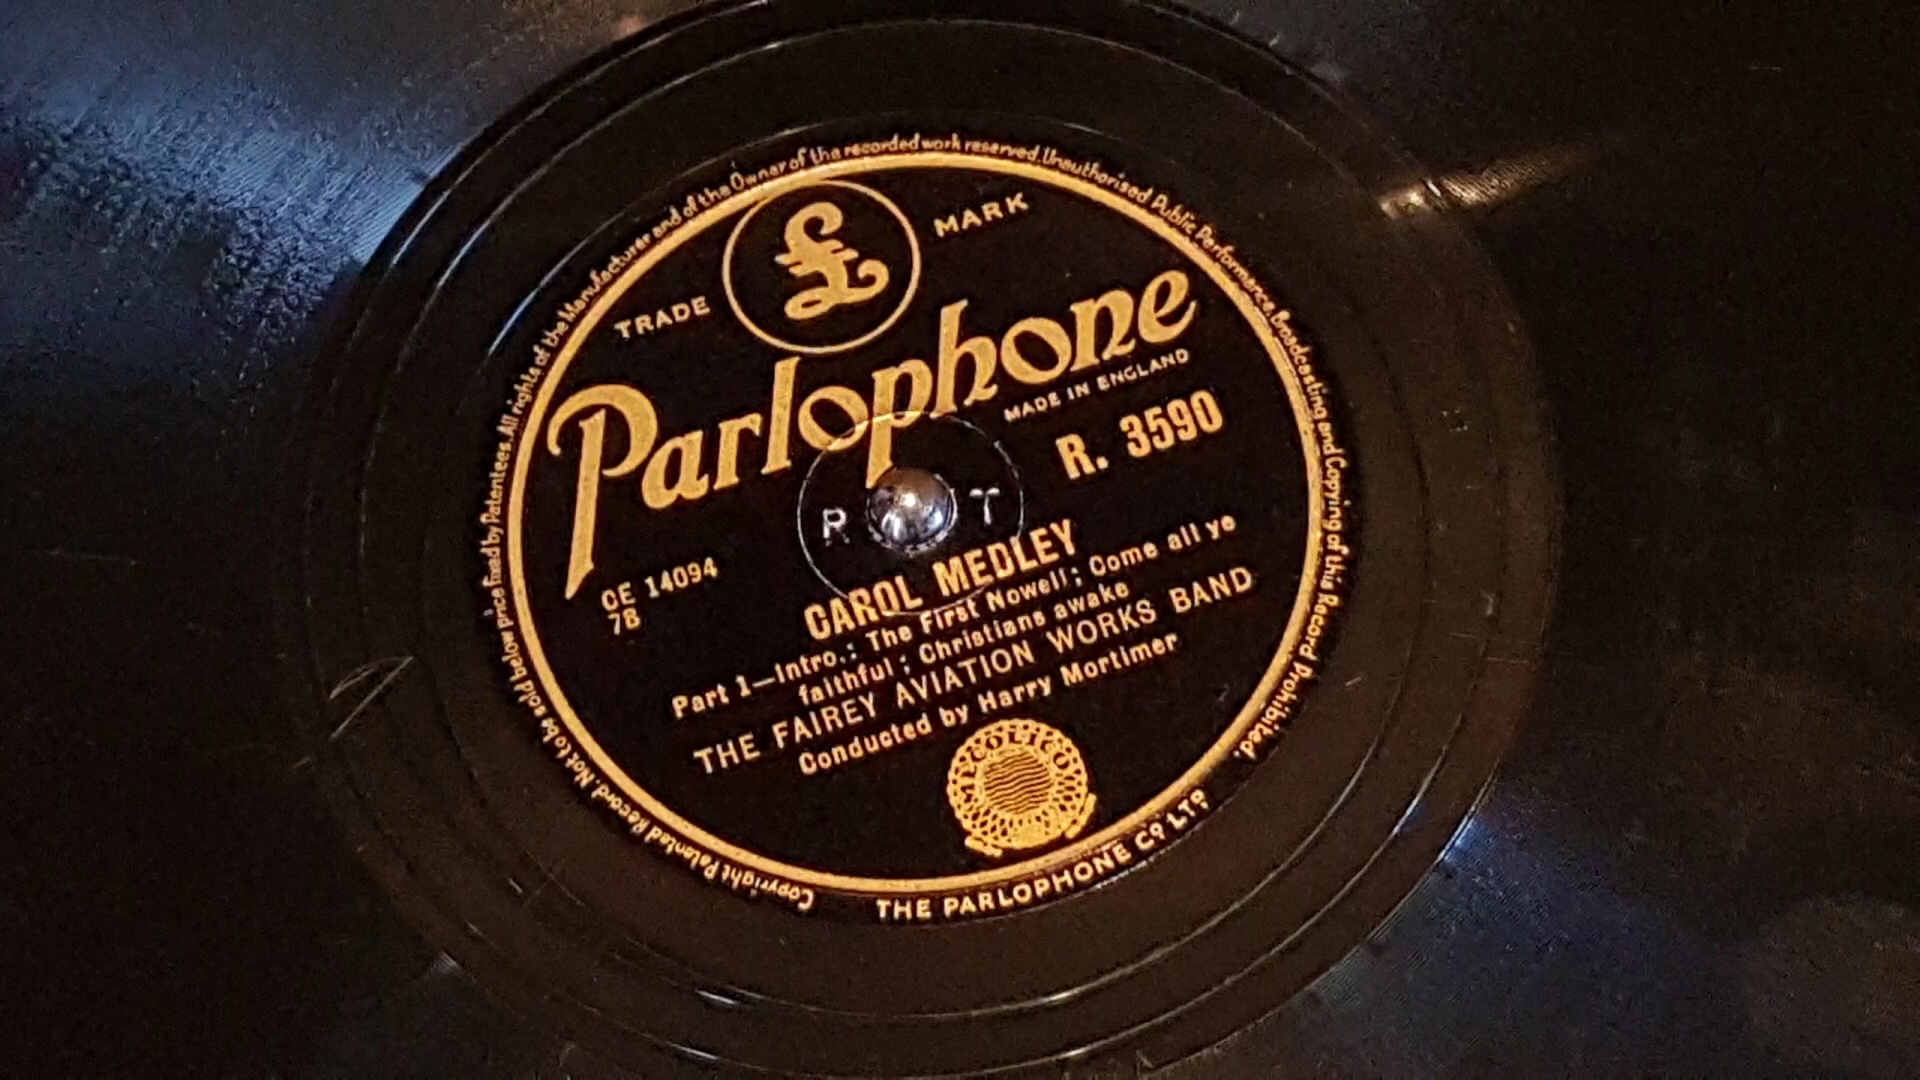 Copyright Patented Record. Not to be sold below price fixed by Patentees. All rights of the Manufacturer and of the Owner of the recorded work reserved. Unauthorised Public Performance, Broadcasting and Copying of this Record Prohibited.
TRADE £ MARK
Parlophone
MADE IN ENGLAND
R. 3590
R T
CE 14094
7B
CAROL MEDLEY
Part 1—Intro.: The First Nowell; Come all ye
faithful; Christians awake
THE FAIREY AVIATION WORKS BAND
Conducted by Harry Mortimer
THE PARLOPHONE CO LTD